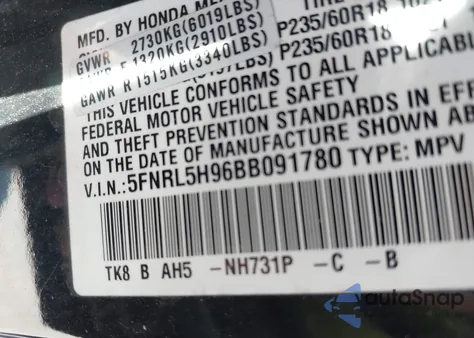 MFD. BY HONDA
GVWR 2730KG(6019LBS)
1320KG(2910LBS) P235/60R18
GAWR R 1515KG(3340LBS) P235/60R18
THIS VEHICLE CONFORMS TO ALL APPLICABLE
FEDERAL MOTOR VEHICLE SAFETY
AND THEFT PREVENTION STANDARDS IN EFF
ON THE DATE OF MANUFACTURE SHOWN AB
V.I.N.: 5FNRL5H96BB091780 TYPE: MPV
TK8 B AH5 -NH731P -C -B
autoSnap